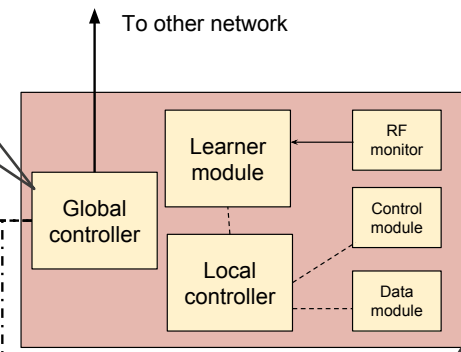 To other network
Learner
module
RF
monitor
Global
controller
Control
module
Local
controller
Data
module